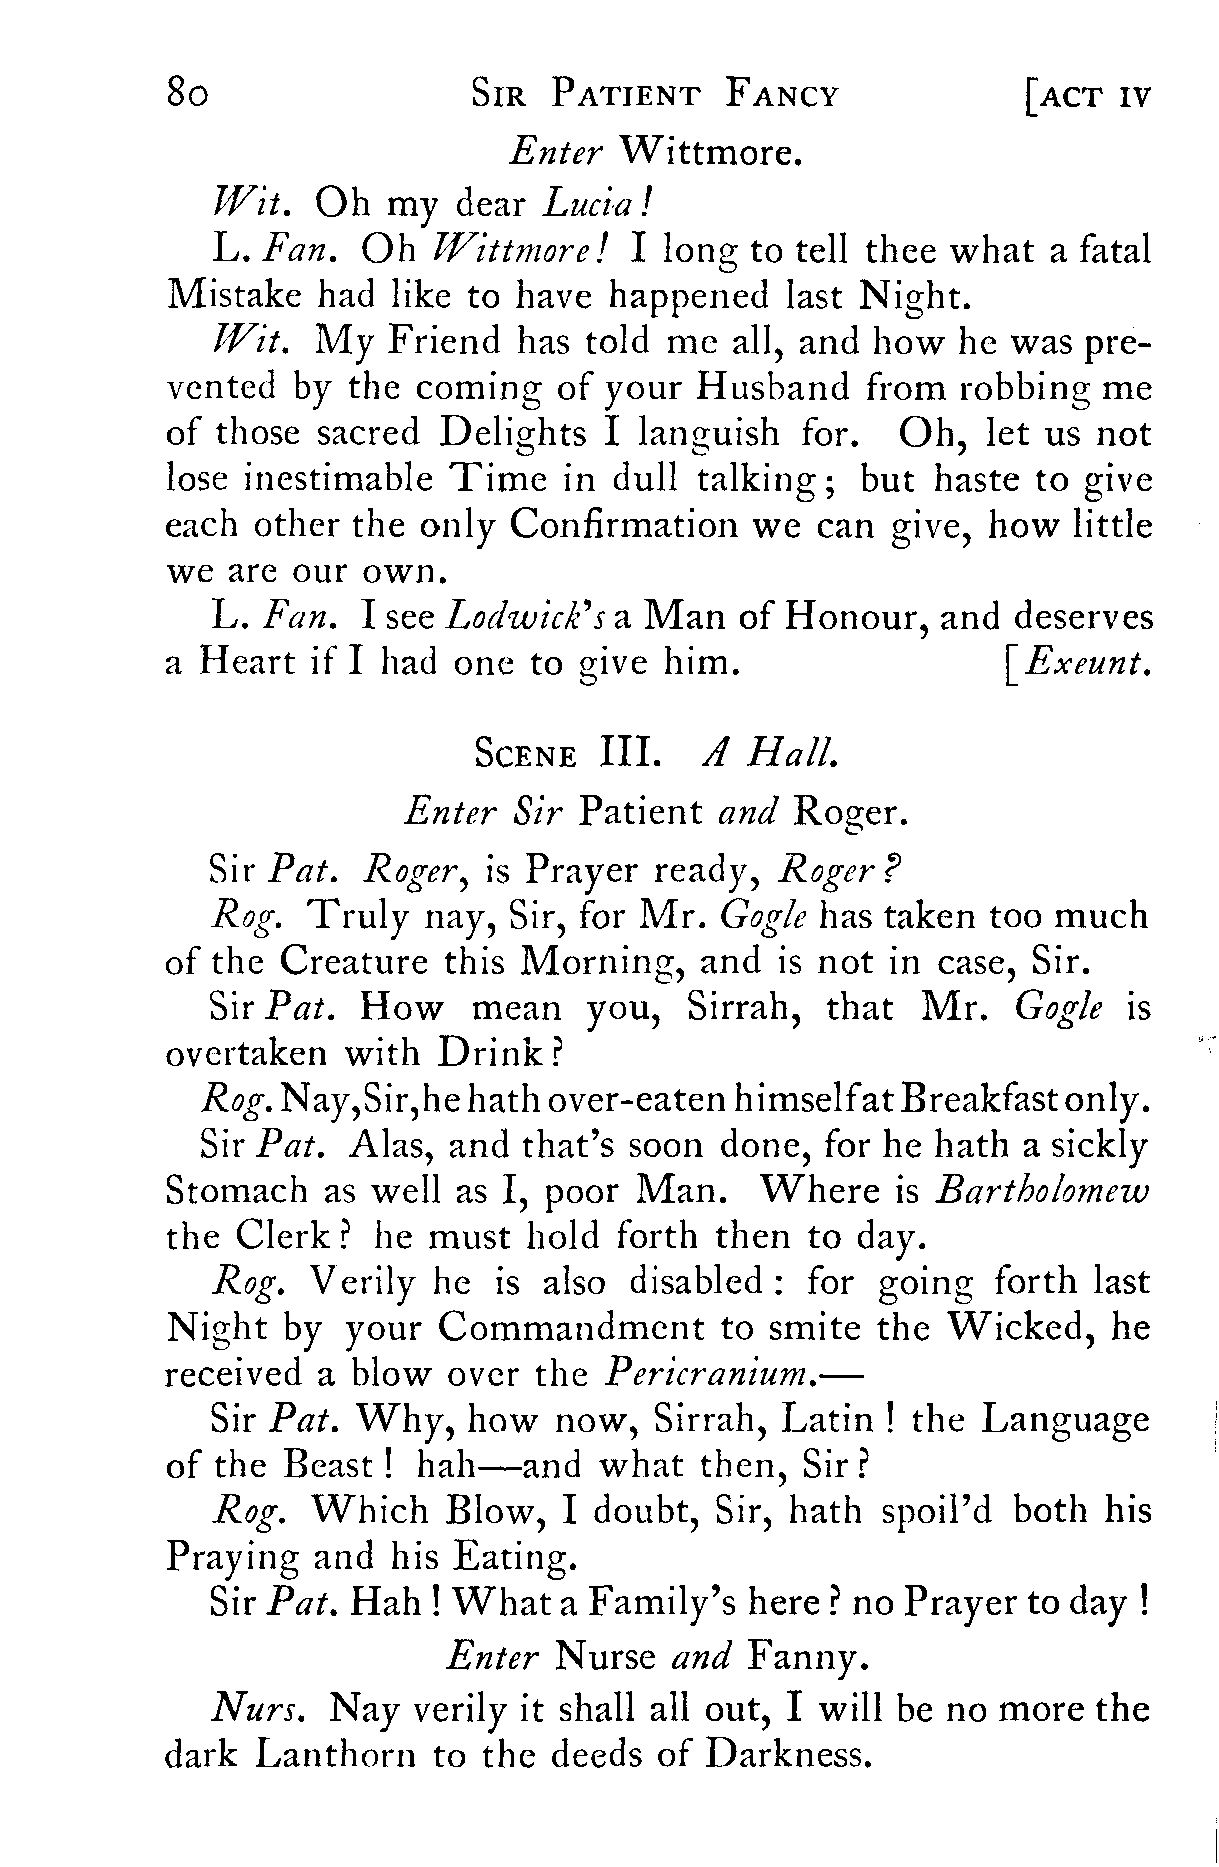 80 SIR PATIENT FANCY [ACT IV
Enter Wittmore.
Wit. Oh my dear Lucia!
L. Fan. Oh Wittmore! I long to tell thee what a fatal
Mistake had like to have happened last Night.
Wit. My Friend has told me all, and how he was pre-
vented by the coming of your Husband from robbing me
of those sacred Delights I languish for. Oh, let us not
lose inestimable Time in dull talking; but haste to give
each other the only Confirmation we can give, how little
we are our own.
L. Fan. I see Lodwick's a Man of Honour, and deserves
a Heart if I had one to give him. [Exeunt.
SCENE III. A Hall.
Enter Sir Patient and Roger.
Sir Pat. Roger, is Prayer ready, Roger?
Rog. Truly nay, Sir, for Mr. Gogle has taken too much
of the Creature this Morning, and is not in case, Sir.
Sir Pat. How mean you, Sirrah, that Mr. Gogle is
overtaken with Drink?
Rog. Nay, Sir, he hath over-eaten himself at Breakfast only.
Sir Pat. Alas, and that's soon done, for he hath a sickly
Stomach as well as I, poor Man. Where is Bartholomew
the Clerk? he must hold forth then to day.
Rog. Verily he is also disabled: for going forth last
Night by your Commandment to smite the Wicked, he
received a blow over the Pericranium.—
Sir Pat. Why, how now, Sirrah, Latin! the Language
of the Beast! hah—and what then, Sir?
Rog. Which Blow, I doubt, Sir, hath spoil'd both his
Praying and his Eating.
Sir Pat. Hah! What a Family's here? no Prayer to day!
Enter Nurse and Fanny.
Nurs. Nay verily it shall all out, I will be no more the
dark Lanthorn to the deeds of Darkness.